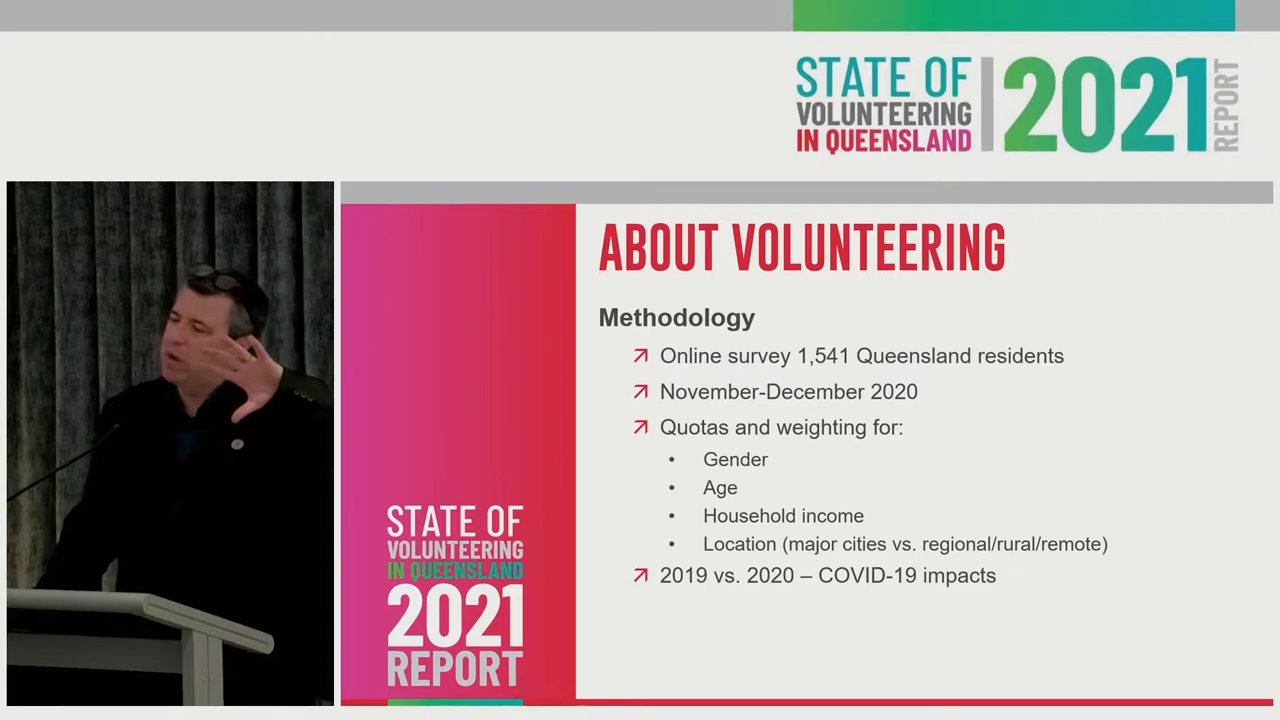 STATE OF
VOLUNTEERING
IN QUEENSLAND
2021
REPORT
ABOUT VOLUNTEERING
Methodology
Online survey 1,541 Queensland residents
November-December 2020
Quotas and weighting for:
• Gender
• Age
• Household income
• Location (major cities vs. regional/rural/remote)
2019 vs. 2020 – COVID-19 impacts
STATE OF
VOLUNTEERING
IN QUEENSLAND
2021
REPORT